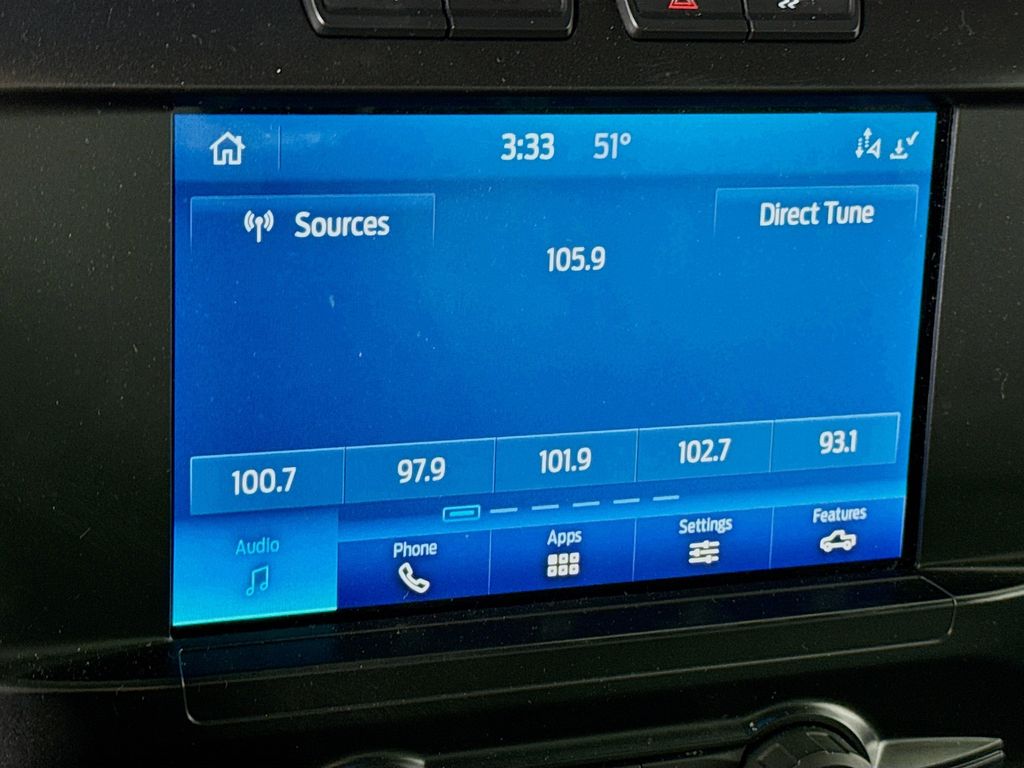 3:33 51°
Sources
Direct Tune
105.9
100.7 97.9 101.9 102.7 93.1
Audio Phone Apps Settings Features